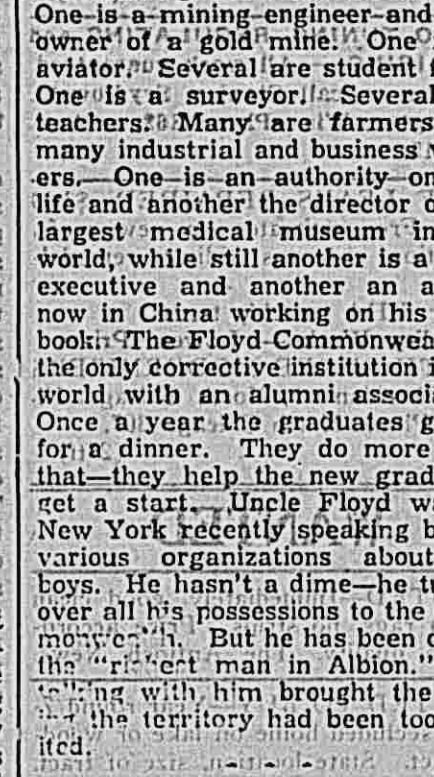 One is a mining engineer and
owner of a gold mine. One
aviator. Several are student
One is a surveyor. Several
teachers. Many are farmers
many industrial and business
ers. One is an authority on
life and another the director
largest medical museum in
world, while still another is a
executive and another an a
now in China working on his
book. The Floyd Commonwea
the only corrective institution
world with an alumni associ
Once a year the graduates g
for a dinner. They do more
that—they help the new grad
get a start. Uncle Floyd w
New York recently speaking b
various organizations about
boys. He hasn't a dime—he tu
over all his possessions to the
monwealth. But he has been
the "richest man in Albion."
talking with him brought the
the territory had been too
ited.